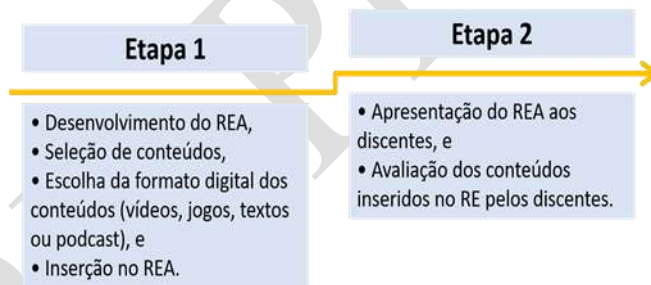 Etapa 1
• Desenvolvimento do REA,
• Seleção de conteúdos,
• Escolha da formato digital dos
conteúdos (vídeos, jogos, textos
ou podcast), e
• Inserção no REA.
Etapa 2
• Apresentação do REA aos
discentes, e
• Avaliação dos conteúdos
inseridos no RE pelos discentes.